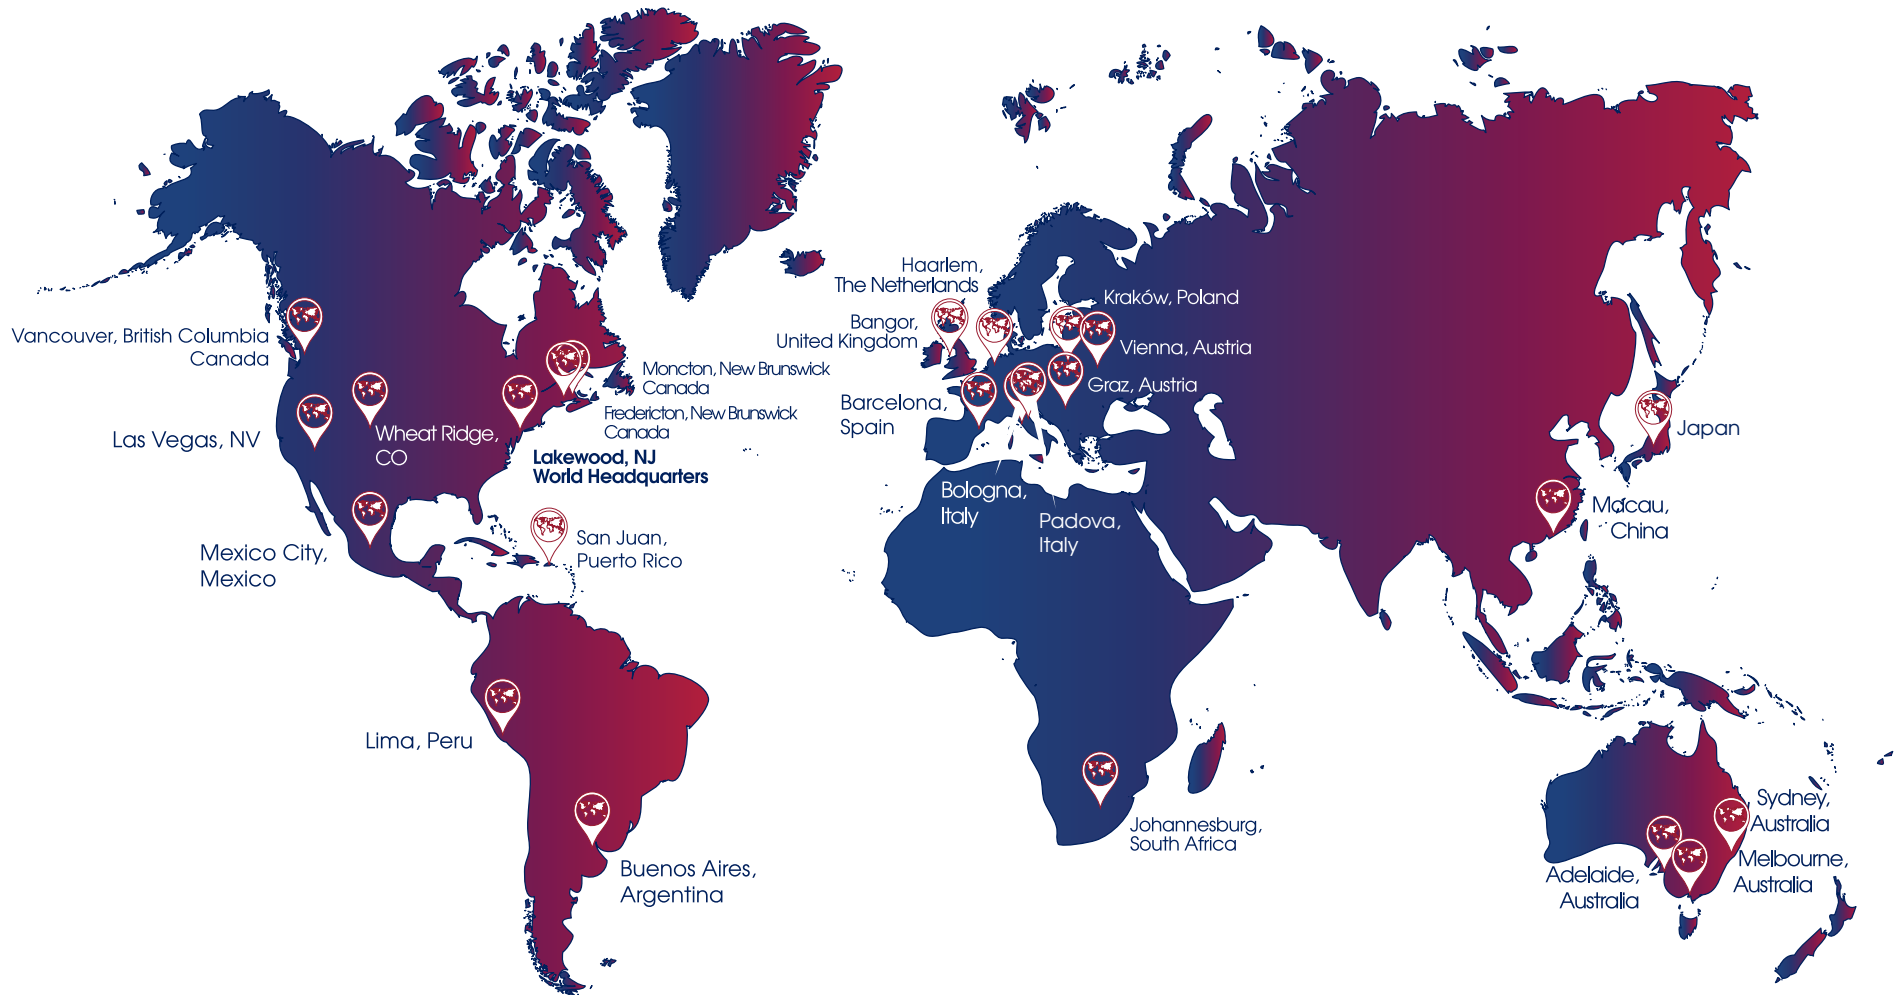 Haarlem,
The Netherlands
Kraków, Poland
Bangor,
United Kingdom
Vancouver, British Columbia
Canada
Vienna, Austria
Moncton, New Brunswick
Canada
Graz, Austria
Barcelona,
Spain
Fredericton, New Brunswick
Canada
Las Vegas, NV
Wheat Ridge,
CO
Japan
Lakewood, NJ
World Headquarters
Bologna,
Italy
Padova,
Italy
Macau,
China
San Juan,
Puerto Rico
Mexico City,
Mexico
Lima, Peru
Johannesburg,
South Africa
Sydney,
Australia
Buenos Aires,
Argentina
Melbourne,
Australia
Adelaide,
Australia